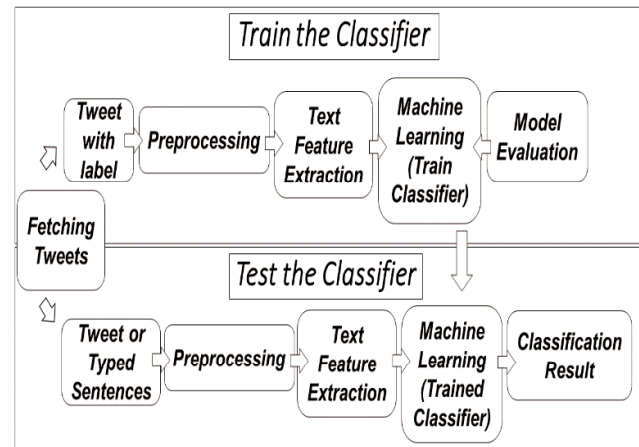 Train the Classifier
Tweet
with
label
Preprocessing
Text
Feature
Extraction
Machine
Learning
(Train
Classifier)
Model
Evaluation
Fetching
Tweets
Test the Classifier
Tweet or
Typed
Sentences
Preprocessing
Text
Feature
Extraction
Machine
Learning
(Trained
Classifier)
Classification
Result